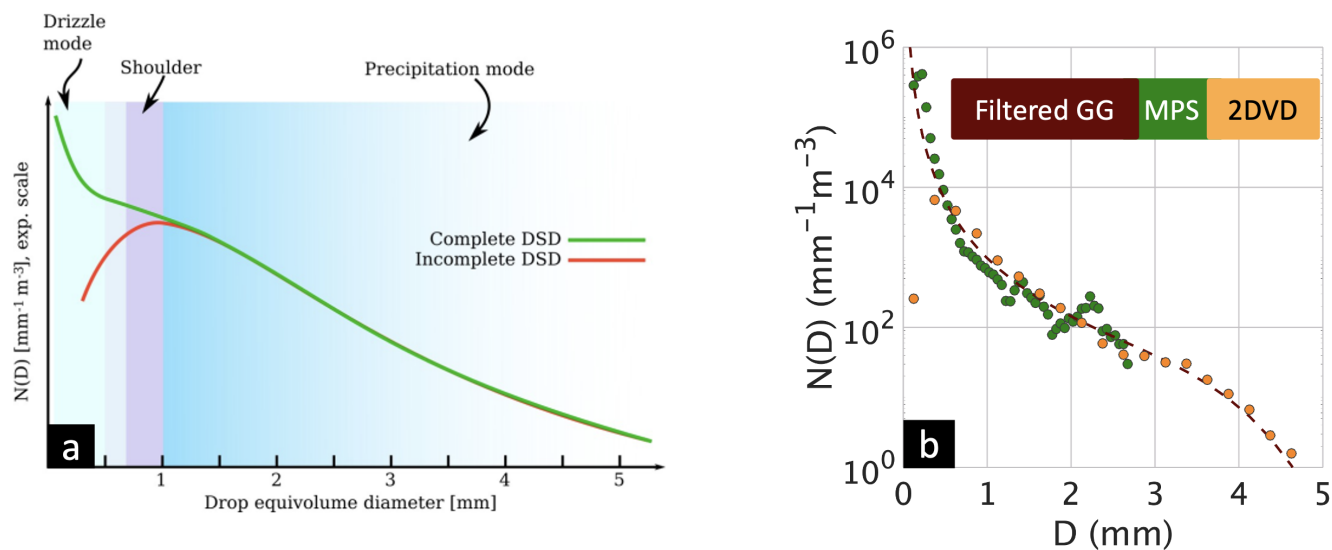 Drizzle
mode
Shoulder
Precipitation mode
N(D) [mm⁻¹ m⁻³], exp. scale
Complete DSD
Incomplete DSD
a
1 2 3 4 5
Drop equivolume diameter [mm]
10⁶
10⁴
10²
10⁰
N(D) (mm⁻¹m⁻³)
Filtered GG MPS 2DVD
b
0 1 2 3 4 5
D (mm)